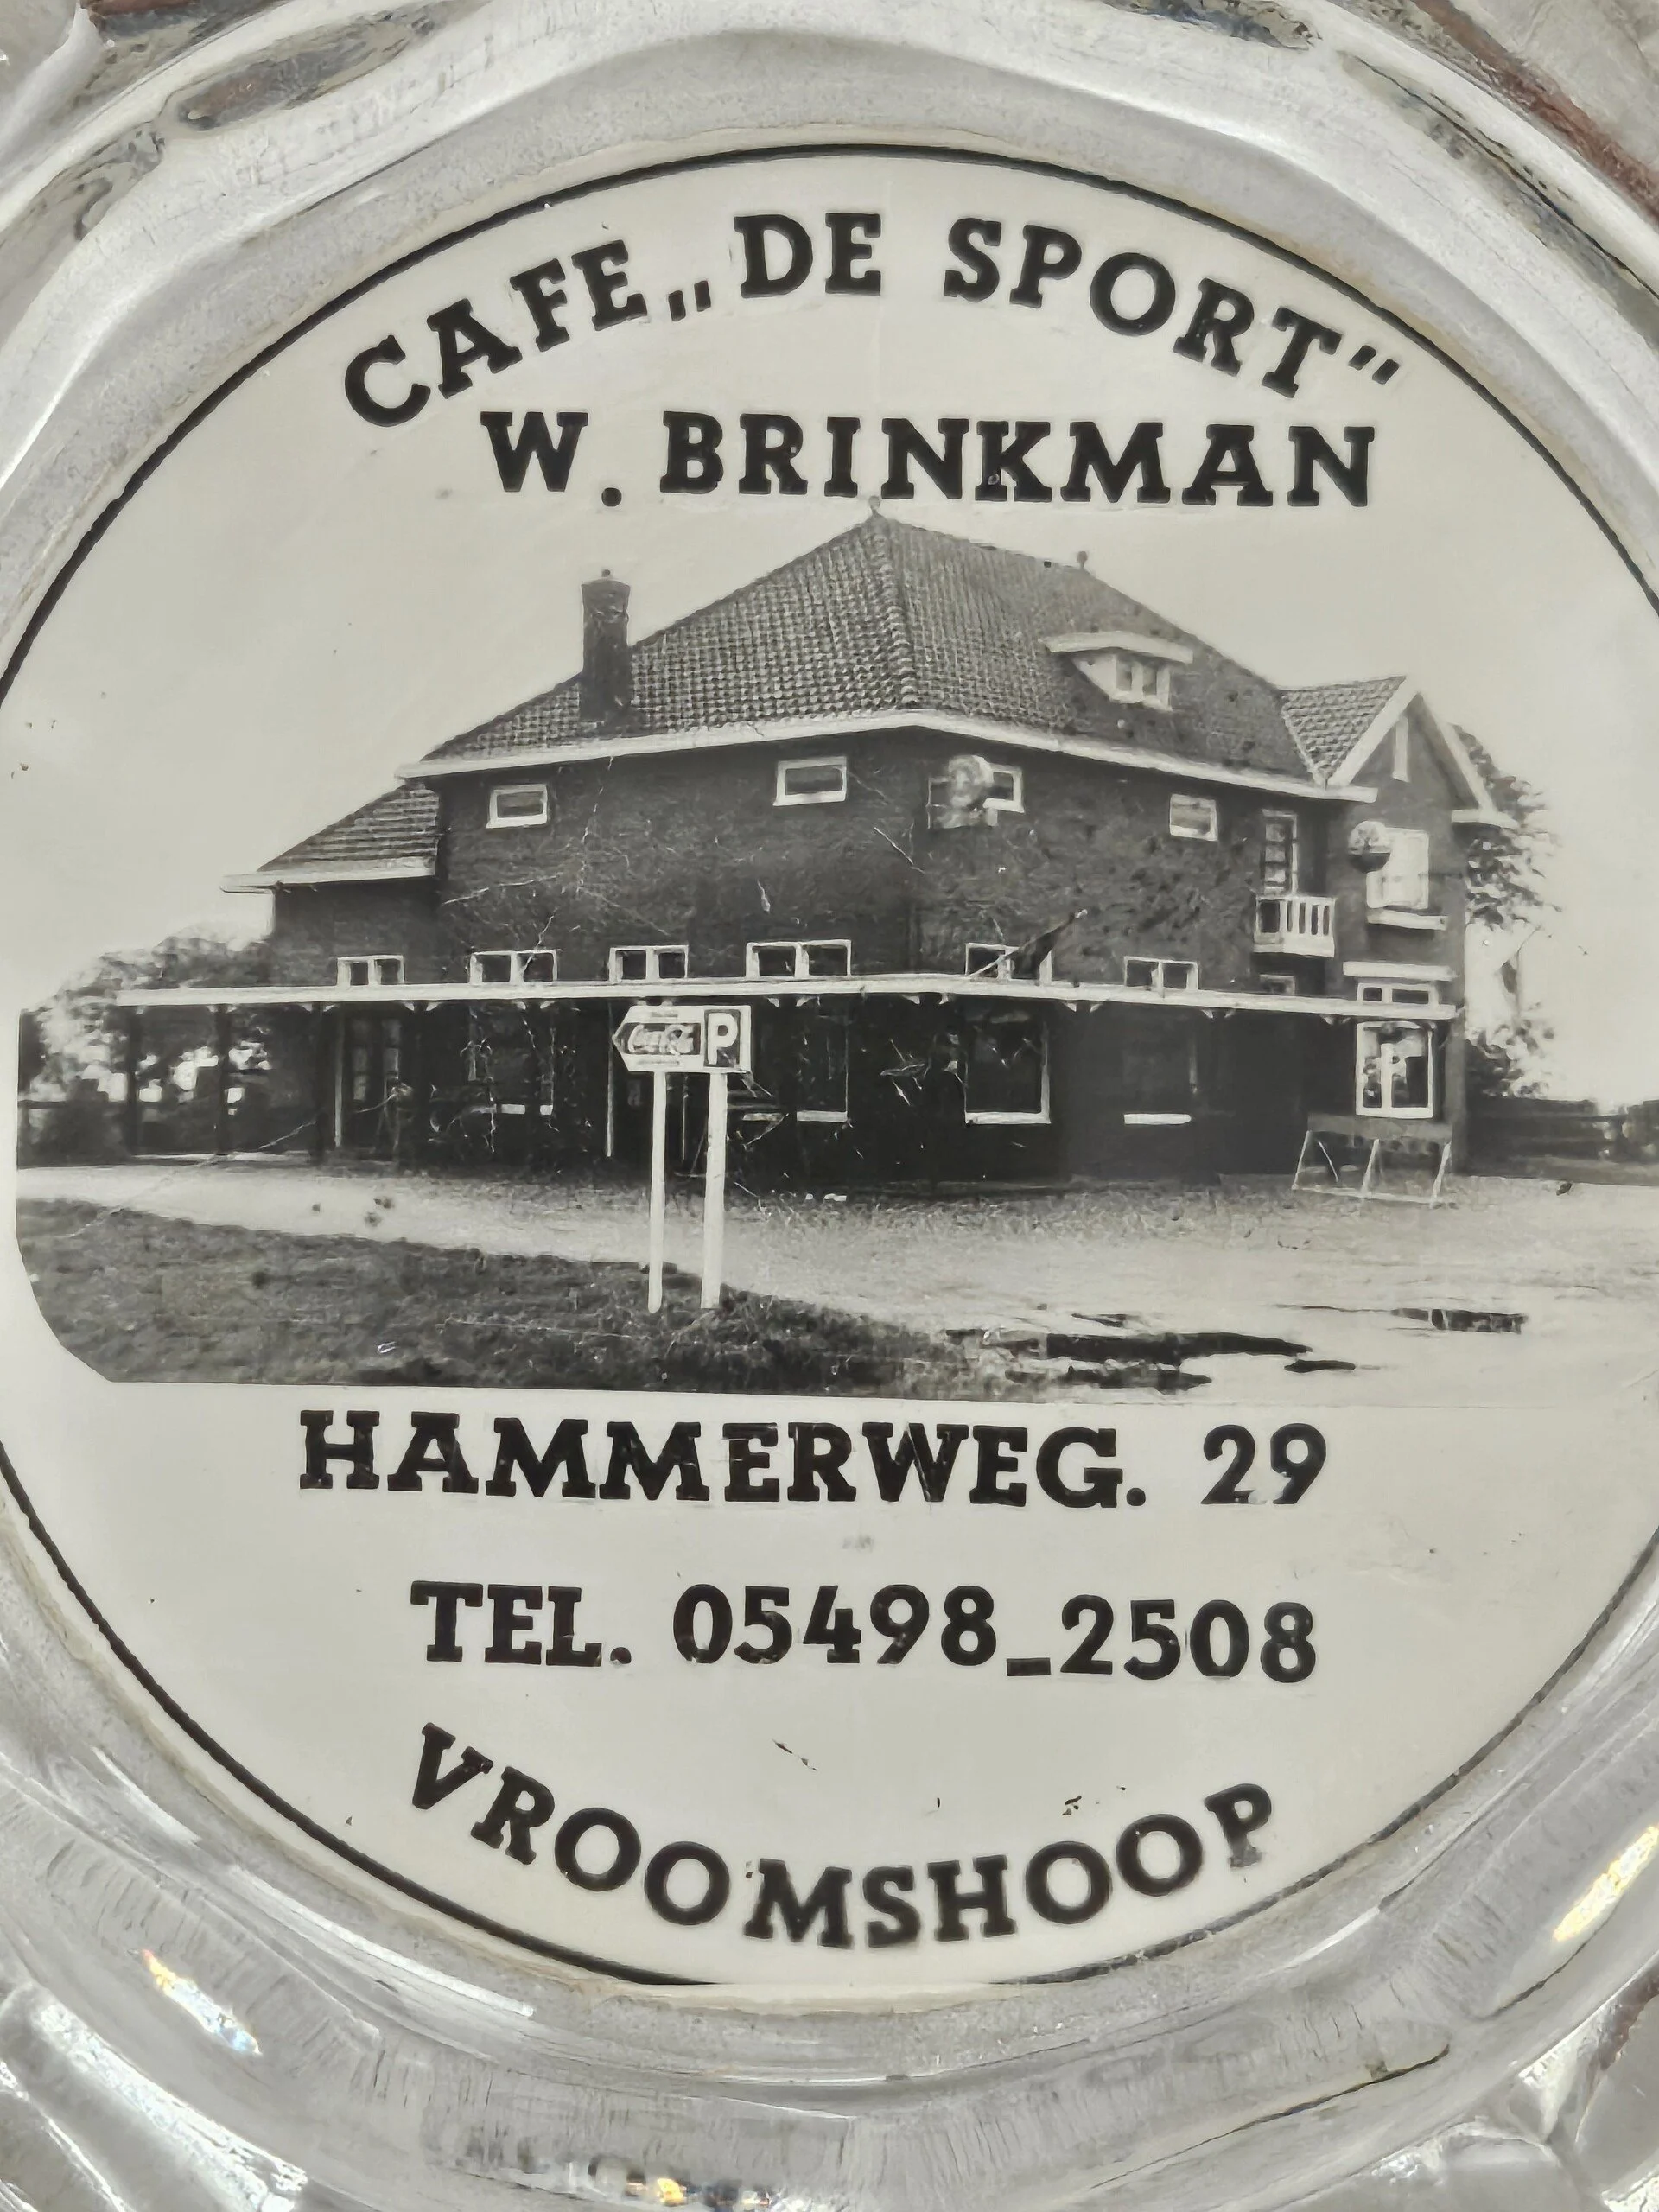 CAFE „DE SPORT"
W. BRINKMAN
P
HAMMERWEG. 29
TEL. 05498_2508
VROOMSHOOP